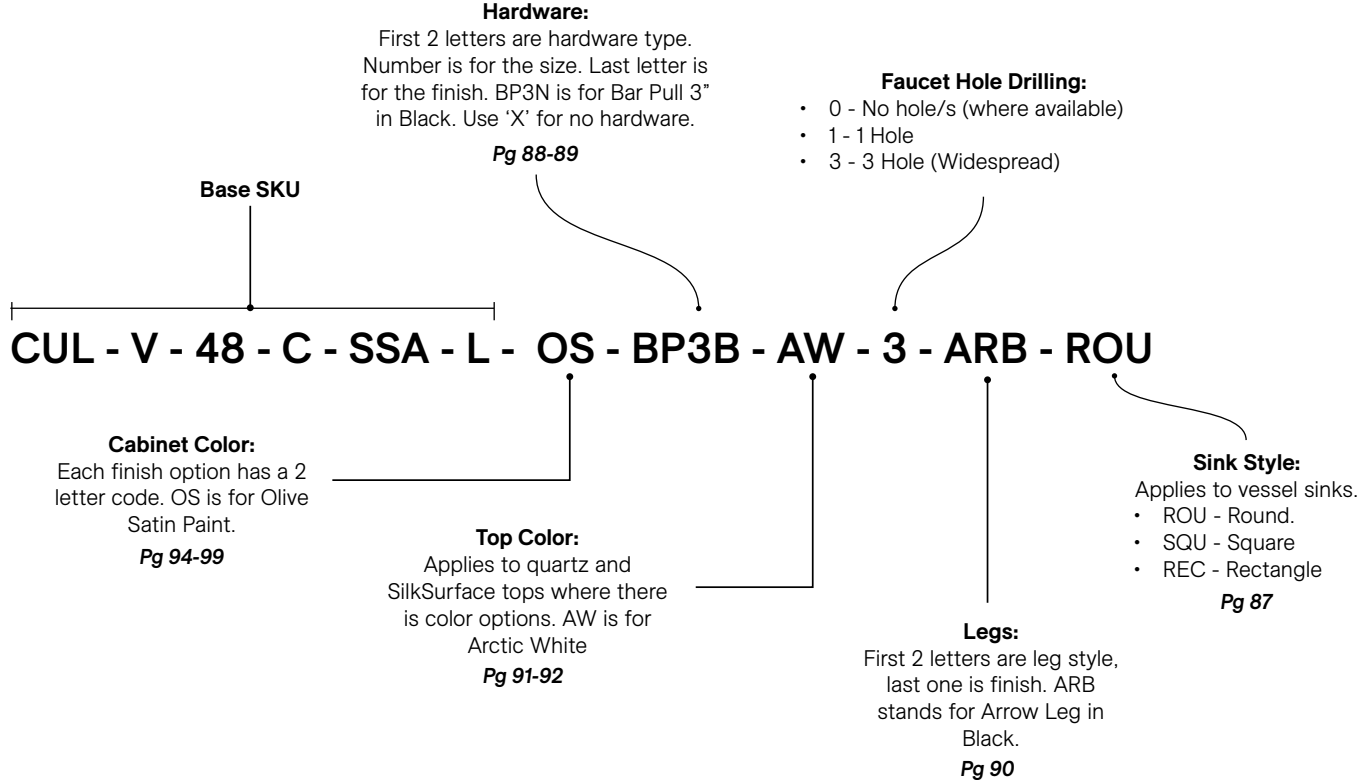 Hardware:
First 2 letters are hardware type.
Number is for the size. Last letter is
for the finish. BP3N is for Bar Pull 3”
in Black. Use ‘X’ for no hardware.
Pg 88-89
Faucet Hole Drilling:
• 0 - No hole/s (where available)
• 1 - 1 Hole
• 3 - 3 Hole (Widespread)
Base SKU
CUL - V - 48 - C - SSA - L - OS - BP3B - AW - 3 - ARB - ROU
Cabinet Color:
Each finish option has a 2
letter code. OS is for Olive
Satin Paint.
Pg 94-99
Top Color:
Applies to quartz and
SilkSurface tops where there
is color options. AW is for
Arctic White
Pg 91-92
Legs:
First 2 letters are leg style,
last one is finish. ARB
stands for Arrow Leg in
Black.
Pg 90
Sink Style:
Applies to vessel sinks.
• ROU - Round.
• SQU - Square
• REC - Rectangle
Pg 87